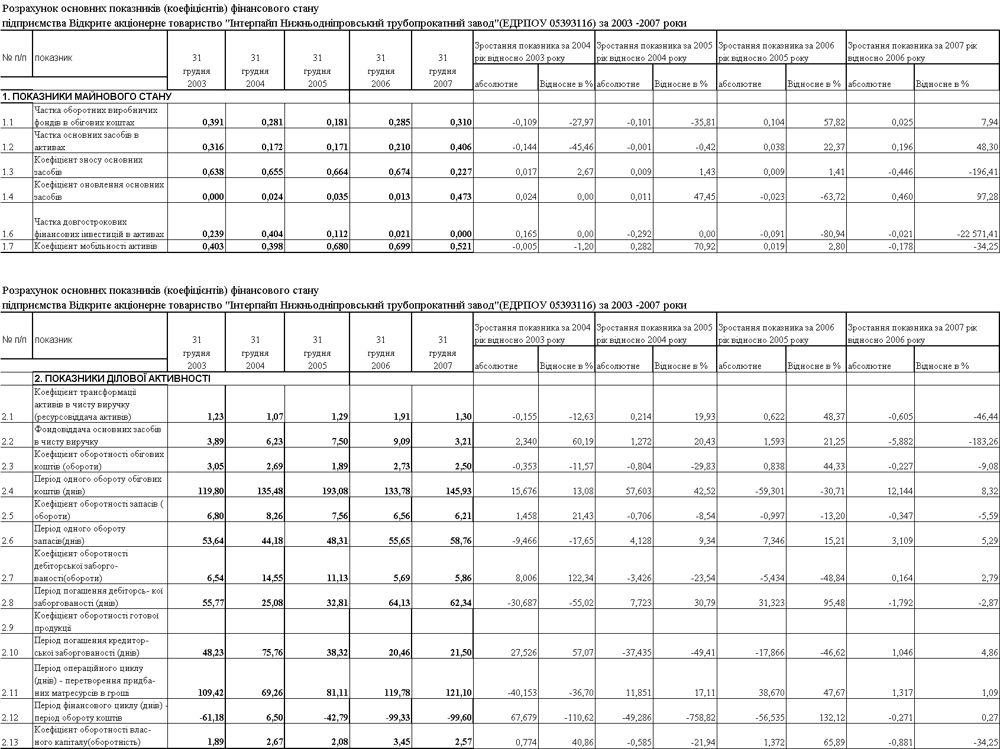 Розрахунок основних показників (коефіцієнтів) фінансового стану
підприємства Відкрите акціонерне товариство "Інтерпайп Нижньодніпровський трубопрокатний завод"(ЕДРПОУ 05393116) за 2003 -2007 роки
№ п/п показник 31 грудня 2003 31 грудня 2004 31 грудня 2005 31 грудня 2006 31 грудня 2007 Зростання показника за 2004 рік відносно 2003 року Зростання показника за 2005 рік відносно 2004 року Зростання показника за 2006 рік відносно 2005 року Зростання показника за 2007 рік відносно 2006 року
абсолютне Відносне в % абсолютне Відносне в % абсолютне Відносне в % абсолютне Відносне в %
1. ПОКАЗНИКИ МАЙНОВОГО СТАНУ
Частка оборотних виробничих
1.1 фондів в обігових коштах 0,391 0,281 0,181 0,285 0,310 -0,109 -27,97 -0,101 -35,81 0,104 57,82 0,025 7,94
Частка основних засобів в
1.2 активах 0,316 0,172 0,171 0,210 0,406 -0,144 -45,46 -0,001 -0,42 0,038 22,37 0,196 48,30
Коефіцієнт зносу основних
1.3 засобів 0,638 0,655 0,664 0,674 0,227 0,017 2,67 0,009 1,43 0,009 1,41 -0,446 -196,41
Коефіцієнт оновлення основних
1.4 засобів 0,000 0,024 0,035 0,013 0,473 0,024 0,00 0,011 47,45 -0,023 -63,72 0,460 97,28
Частка довгострокових
1.6 фінансових інвестицій в активах 0,239 0,404 0,112 0,021 0,000 0,165 0,00 -0,292 0,00 -0,091 -80,94 -0,021 -22 571,41
1.7 Коефіцієнт мобільності активів 0,403 0,398 0,680 0,699 0,521 -0,005 -1,20 0,282 70,92 0,019 2,80 -0,178 -34,25
Розрахунок основних показників (коефіцієнтів) фінансового стану
підприємства Відкрите акціонерне товариство "Інтерпайп Нижньодніпровський трубопрокатний завод"(ЕДРПОУ 05393116) за 2003 -2007 роки
№ п/п показник 31 грудня 2003 31 грудня 2004 31 грудня 2005 31 грудня 2006 31 грудня 2007 Зростання показника за 2004 рік відносно 2003 року Зростання показника за 2005 рік відносно 2004 року Зростання показника за 2006 рік відносно 2005 року Зростання показника за 2007 рік відносно 2006 року
абсолютне Відносне в % абсолютне Відносне в % абсолютне Відносне в % абсолютне Відносне в %
2. ПОКАЗНИКИ ДІЛОВОЇ АКТИВНОСТІ
Коефіцієнт трансформації
активів в чисту виручку
2.1 (ресурсовіддача активів) 1,23 1,07 1,29 1,91 1,30 -0,155 -12,63 0,214 19,93 0,622 48,37 -0,605 -46,44
Фондовіддача основних засобів
2.2 в чисту виручку 3,89 6,23 7,50 9,09 3,21 2,340 60,19 1,272 20,43 1,593 21,25 -5,882 -183,26
Коефіцієнт оборотності обігових
2.3 коштів (обороти) 3,05 2,69 1,89 2,73 2,50 -0,353 -11,57 -0,804 -29,83 0,838 44,33 -0,227 -9,08
Період одного обороту обігових
2.4 коштів (днів) 119,80 135,48 193,08 133,78 145,93 15,676 13,08 57,603 42,52 -59,301 -30,71 12,144 8,32
Коефіцієнт оборотності запасів (
2.5 обороти) 6,80 8,26 7,56 6,56 6,21 1,458 21,43 -0,706 -8,54 -0,997 -13,20 -0,347 -5,59
Період одного обороту
2.6 запасів(днів) 53,64 44,18 48,31 55,65 58,76 -9,466 -17,65 4,128 9,34 7,346 15,21 3,109 5,29
Коефіцієнт оборотності
дебіторської заборго-
2.7 ваності(обороти) 6,54 14,55 11,13 5,69 5,86 8,006 122,34 -3,426 -23,54 -5,434 -48,84 0,164 2,79
Період погашення дебіторсь- кої
2.8 заборгованості (днів) 55,77 25,08 32,81 64,13 62,34 -30,687 -55,02 7,723 30,79 31,323 95,48 -1,792 -2,87
Коефіцієнт оборотності готової
2.9 продукції
Період погашення кредитор-
2.10 ської заборгованості (днів) 48,23 75,76 38,32 20,46 21,50 27,526 57,07 -37,435 -49,41 -17,866 -46,62 1,046 4,86
Період операційного циклу
(днів) - перетворення придба-
2.11 них матресурсів в гроші 109,42 69,26 81,11 119,78 121,10 -40,153 -36,70 11,851 17,11 38,670 47,67 1,317 1,09
Період фінансового циклу (днів) -
2.12 період обороту коштів -61,18 6,50 -42,79 -99,33 -99,60 67,679 -110,62 -49,286 -758,82 -56,535 132,12 -0,271 0,27
Коефіцієнт оборотності влас-
2.13 ного капіталу(оборотність) 1,89 2,67 2,08 3,45 2,57 0,774 40,86 -0,585 -21,94 1,372 65,89 -0,881 -34,25